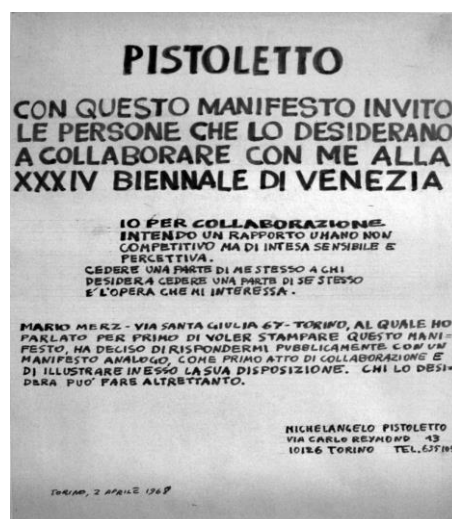 PISTOLETTO
CON QUESTO MANIFESTO INVITO
LE PERSONE CHE LO DESIDERANO
A COLLABORARE CON ME ALLA
XXXIV BIENNALE DI VENEZIA
IO PER COLLABORAZIONE
INTENDO UN RAPPORTO UMANO NON
COMPETITIVO MA DI INTESA SENSIBILE E
PERCETTIVA.
CEDERE UNA PARTE DI ME STESSO A CHI
DESIDERA CEDERE UNA PARTE DI SE STESSO
E' L'OPERA CHE MI INTERESSA.
MARIO MERZ - VIA SANTA GIULIA 67 - TORINO, AL QUALE HO
PARLATO PER PRIMO DI VOLER STAMPARE QUESTO MANI=
FESTO, HA DECISO DI RISPONDERMI PUBBLICAMENTE CON UN
MANIFESTO ANALOGO, COME PRIMO ATTO DI COLLABORAZIONE E
DI ILLUSTRARE IN ESSO LA SUA DISPOSIZIONE. CHI LO DESI=
DERA PUO' FARE ALTRETTANTO.
MICHELANGELO PISTOLETTO
VIA CARLO REYMOND 13
10126 TORINO TEL.
TORINO, 2 APRILE 1968